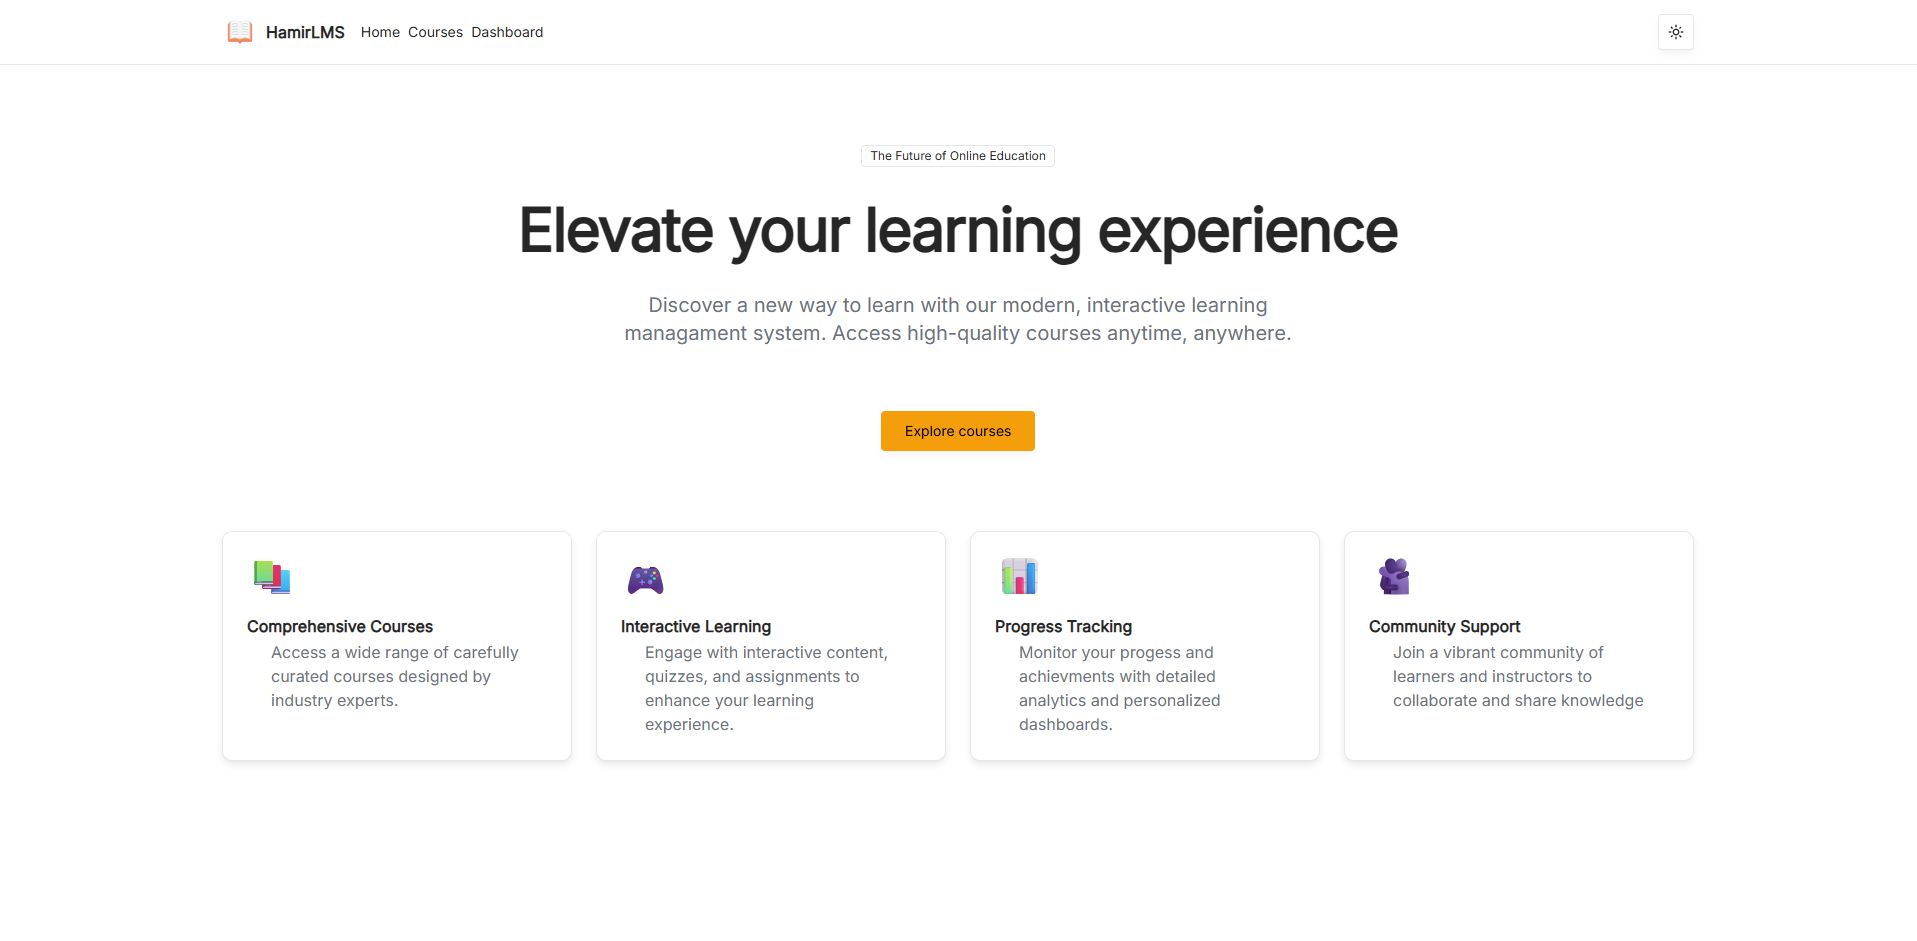 HamirLMS Home Courses Dashboard
The Future of Online Education
Elevate your learning experience
Discover a new way to learn with our modern, interactive learning
managament system. Access high-quality courses anytime, anywhere.
Explore courses
Comprehensive Courses
Access a wide range of carefully
curated courses designed by
industry experts.
Interactive Learning
Engage with interactive content,
quizzes, and assignments to
enhance your learning
experience.
Progress Tracking
Monitor your progess and
achievments with detailed
analytics and personalized
dashboards.
Community Support
Join a vibrant community of
learners and instructors to
collaborate and share knowledge